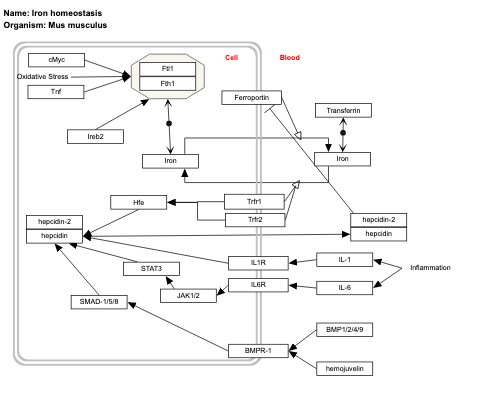 Name: Iron homeostasis
Organism: Mus musculus
cMyc
Oxidative Stress
Tnf
Ftl1
Fth1
Cell
Blood
Ferroportin
Transferrin
Ireb2
Iron
Iron
Hfe
Trfr1
Trfr2
hepcidin-2
hepcidin
hepcidin-2
hepcidin
STAT3
IL1R
IL-1
Inflammation
JAK1/2
IL6R
IL-6
SMAD-1/5/8
BMP1/2/4/9
BMPR-1
hemojuvelin